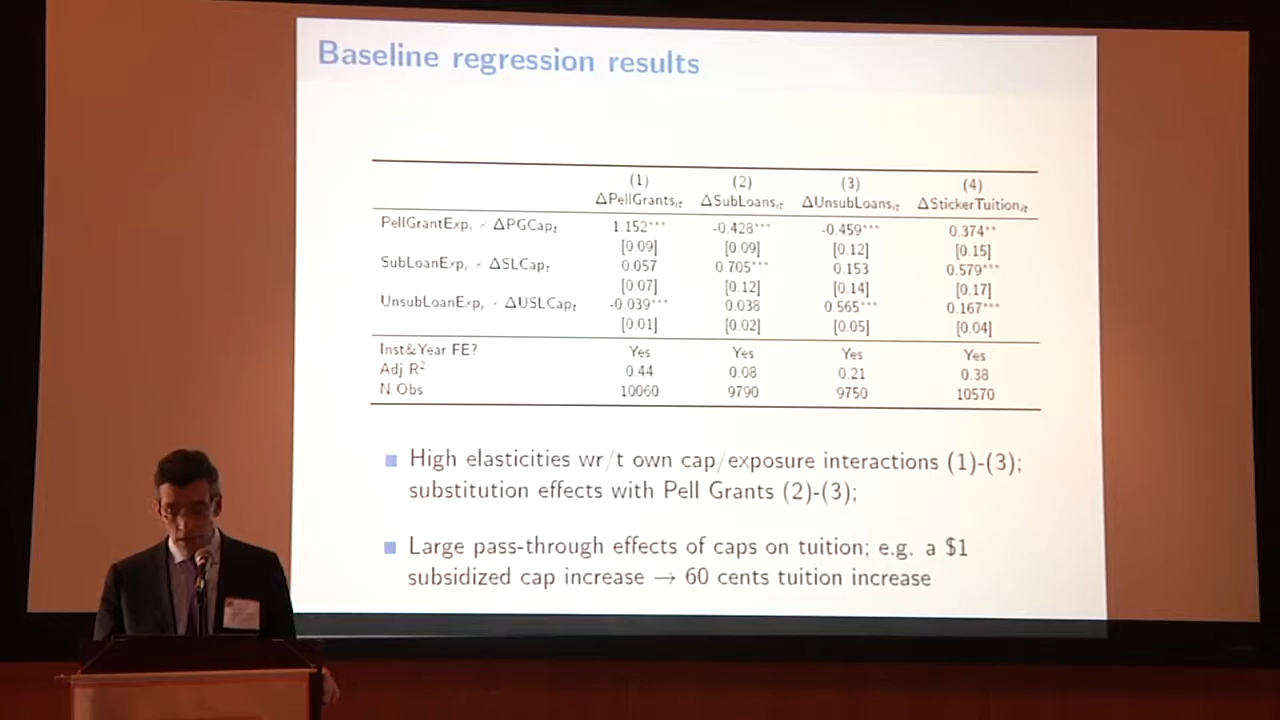 Baseline regression results
(1) (2) (3) (4)
ΔPellGrants_it ΔSubLoans_it ΔUnsubLoans_it ΔStickerTuition_it
PellGrantExp_i × ΔPGCap_t 1.152*** -0.428*** -0.459*** 0.374**
[0.09] [0.09] [0.12] [0.15]
SubLoanExp_i × ΔSLCap_t 0.057 0.705*** 0.153 0.579***
[0.07] [0.12] [0.14] [0.17]
UnsubLoanExp_i × ΔUSLCap_t -0.039*** 0.038 0.565*** 0.167***
[0.01] [0.02] [0.05] [0.04]
Inst&Year FE? Yes Yes Yes Yes
Adj R² 0.44 0.08 0.21 0.38
N Obs 10060 9790 9750 10570
High elasticities wr/t own cap/exposure interactions (1)-(3);
substitution effects with Pell Grants (2)-(3);
Large pass-through effects of caps on tuition; e.g. a $1
subsidized cap increase → 60 cents tuition increase